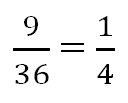 9/36 = 1/4